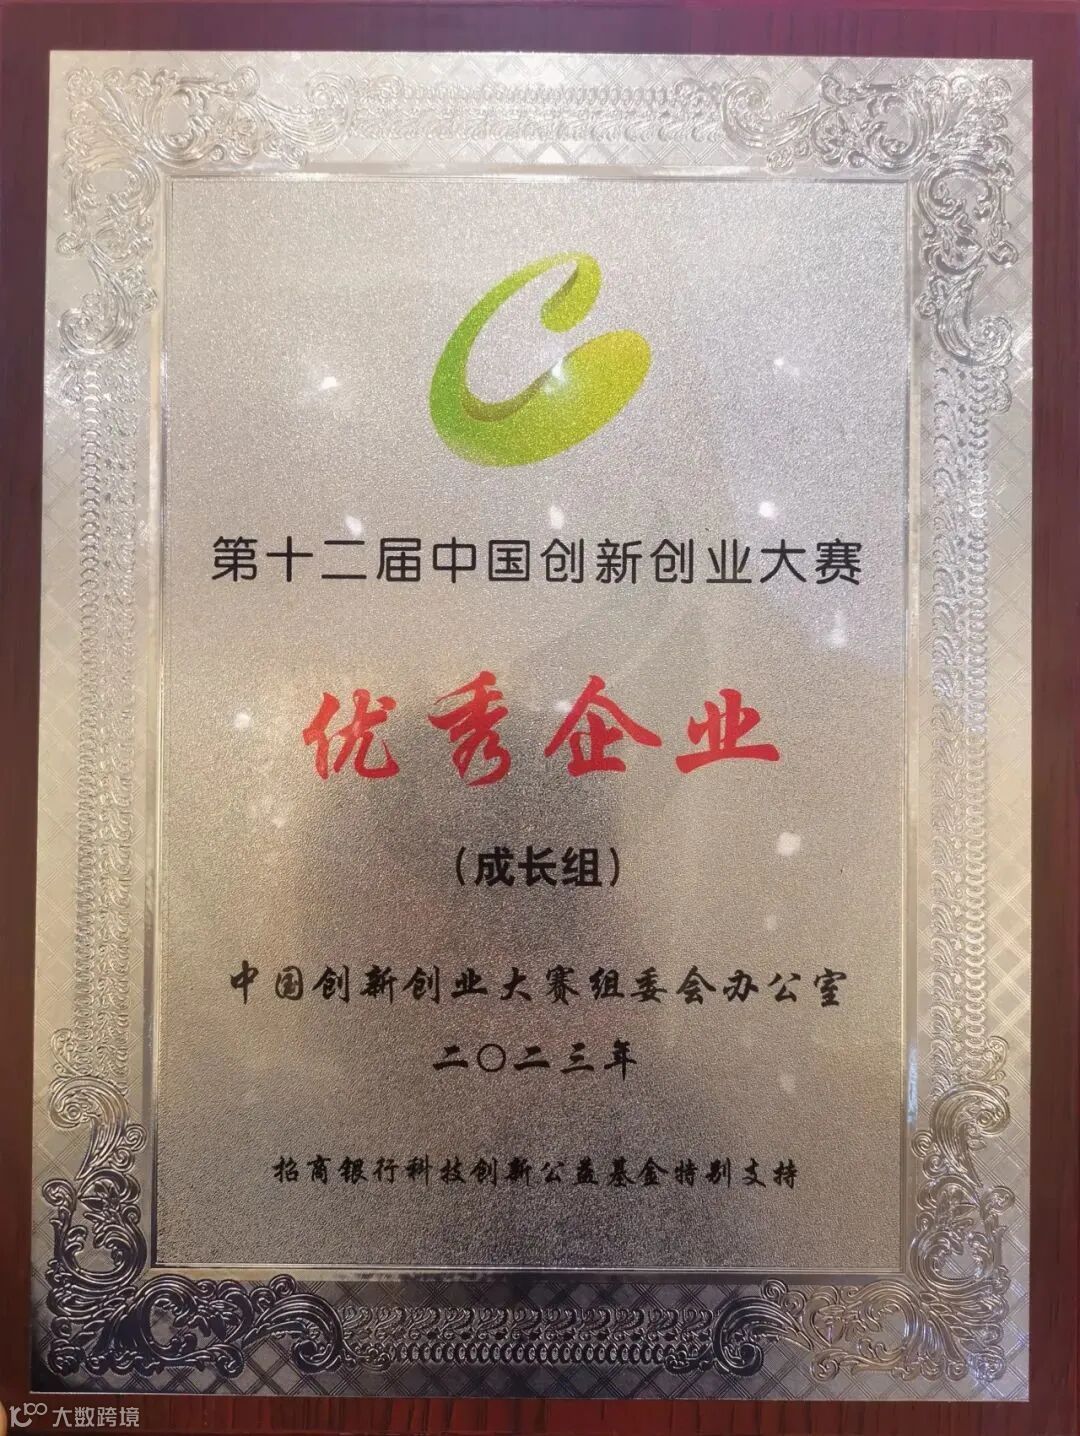 第十二届中国创新创业大赛
优秀企业
（成长组）
中国创新创业大赛组委会办公室
二〇二三年
招商银行科技创新公益基金特别支持
大数跨境